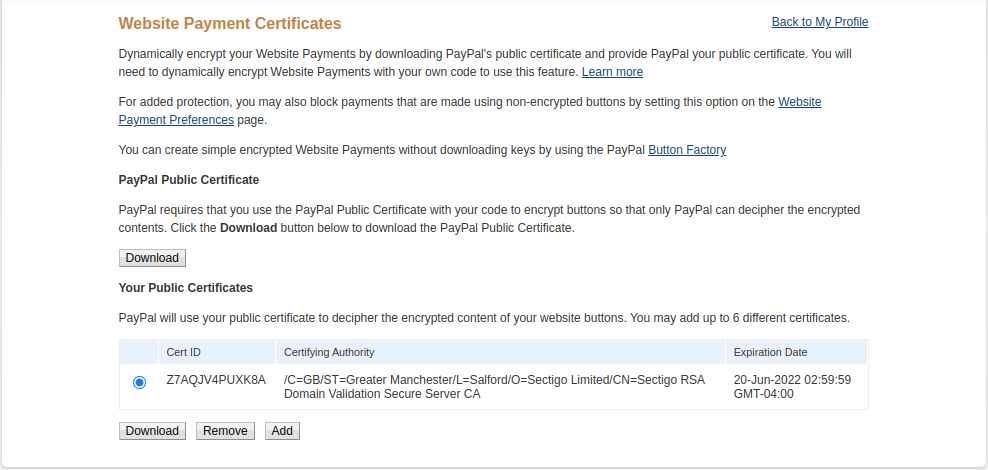 Website Payment Certificates
Back to My Profile
Dynamically encrypt your Website Payments by downloading PayPal's public certificate and provide PayPal your public certificate. You will
need to dynamically encrypt Website Payments with your own code to use this feature. Learn more
For added protection, you may also block payments that are made using non-encrypted buttons by setting this option on the Website
Payment Preferences page.
You can create simple encrypted Website Payments without downloading keys by using the PayPal Button Factory
PayPal Public Certificate
PayPal requires that you use the PayPal Public Certificate with your code to encrypt buttons so that only PayPal can decipher the encrypted
contents. Click the Download button below to download the PayPal Public Certificate.
Download
Your Public Certificates
PayPal will use your public certificate to decipher the encrypted content of your website buttons. You may add up to 6 different certificates.
Cert ID Certifying Authority Expiration Date
Z7AQJV4PUXK8A /C=GB/ST=Greater Manchester/L=Salford/O=Sectigo Limited/CN=Sectigo RSA 20-Jun-2022 02:59:59
Domain Validation Secure Server CA GMT-04:00
Download Remove Add